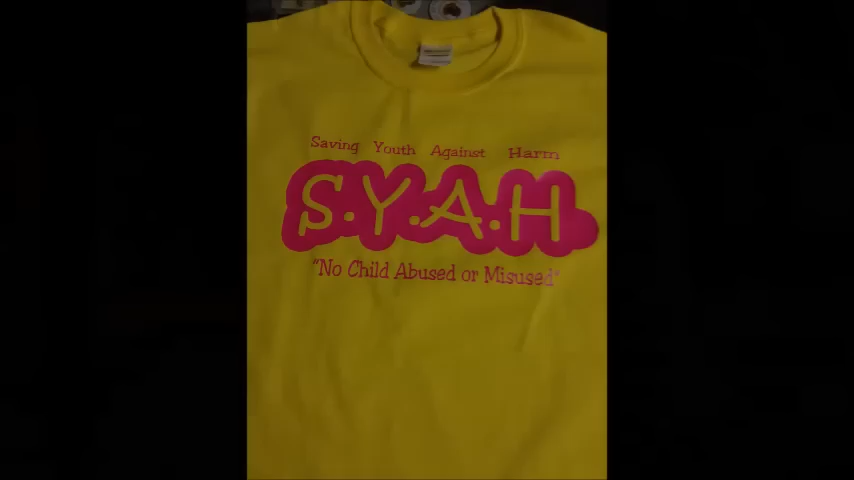 Saving Youth Against Harm
S.Y.A.H
"No Child Abused or Misused"